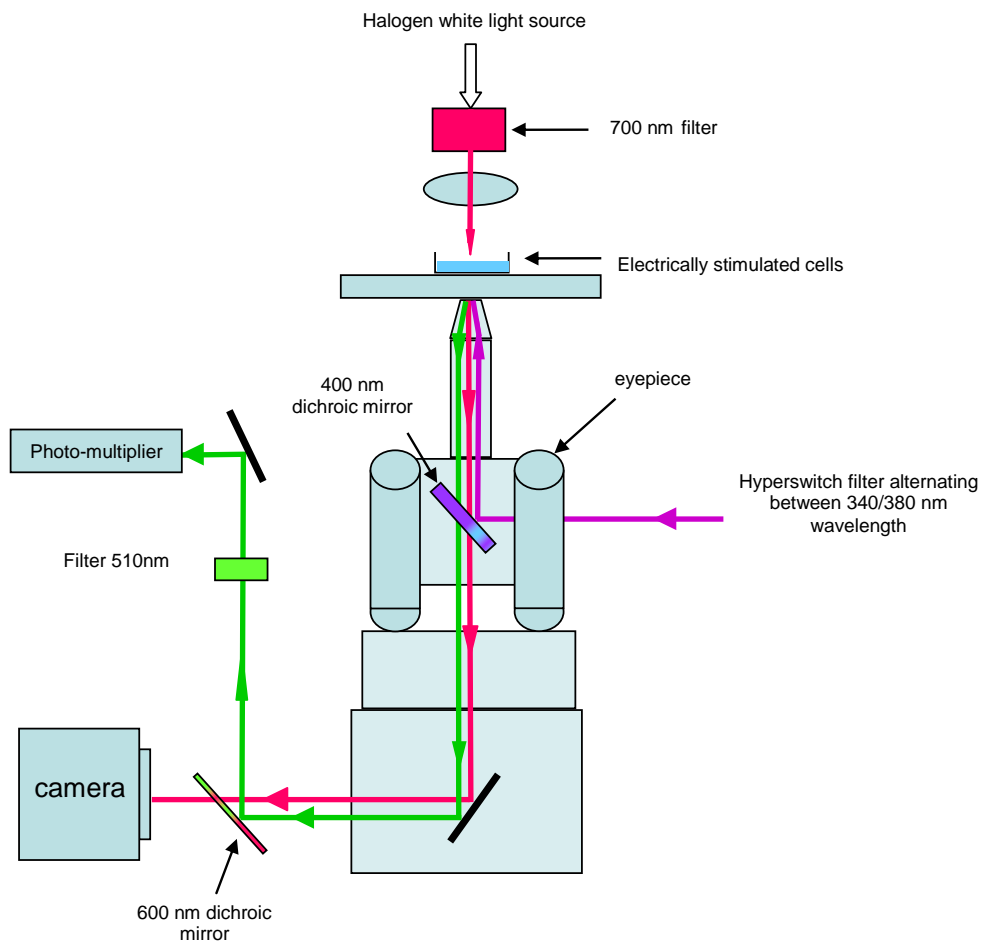 Halogen white light source
700 nm filter
Electrically stimulated cells
400 nm
dichroic mirror
eyepiece
Photo-multiplier
Hyperswitch filter alternating
between 340/380 nm
wavelength
Filter 510nm
camera
600 nm dichroic
mirror